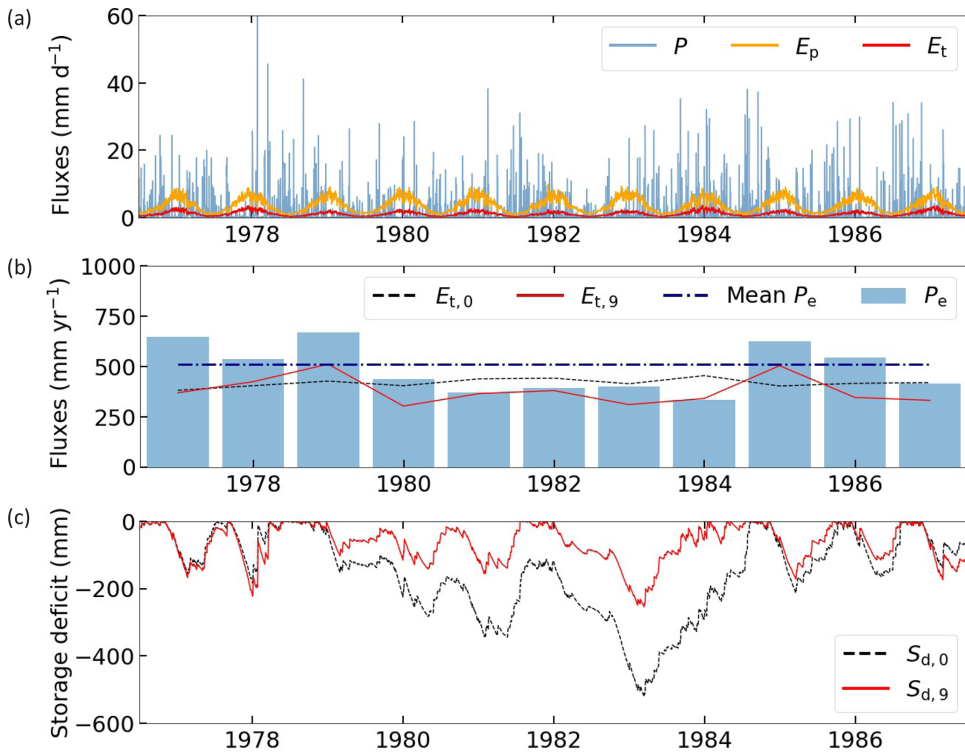 (a)
Fluxes (mm d⁻¹)
60
40
20
0
P Eₚ Eₜ
1978 1980 1982 1984 1986
(b)
Fluxes (mm yr⁻¹)
1000
750
500
250
0
Eₜ,₀ Eₜ,₉ Mean Pₑ Pₑ
1978 1980 1982 1984 1986
(c)
Storage deficit (mm)
0
−200
−400
−600
S_d,0
S_d,9
1978 1980 1982 1984 1986